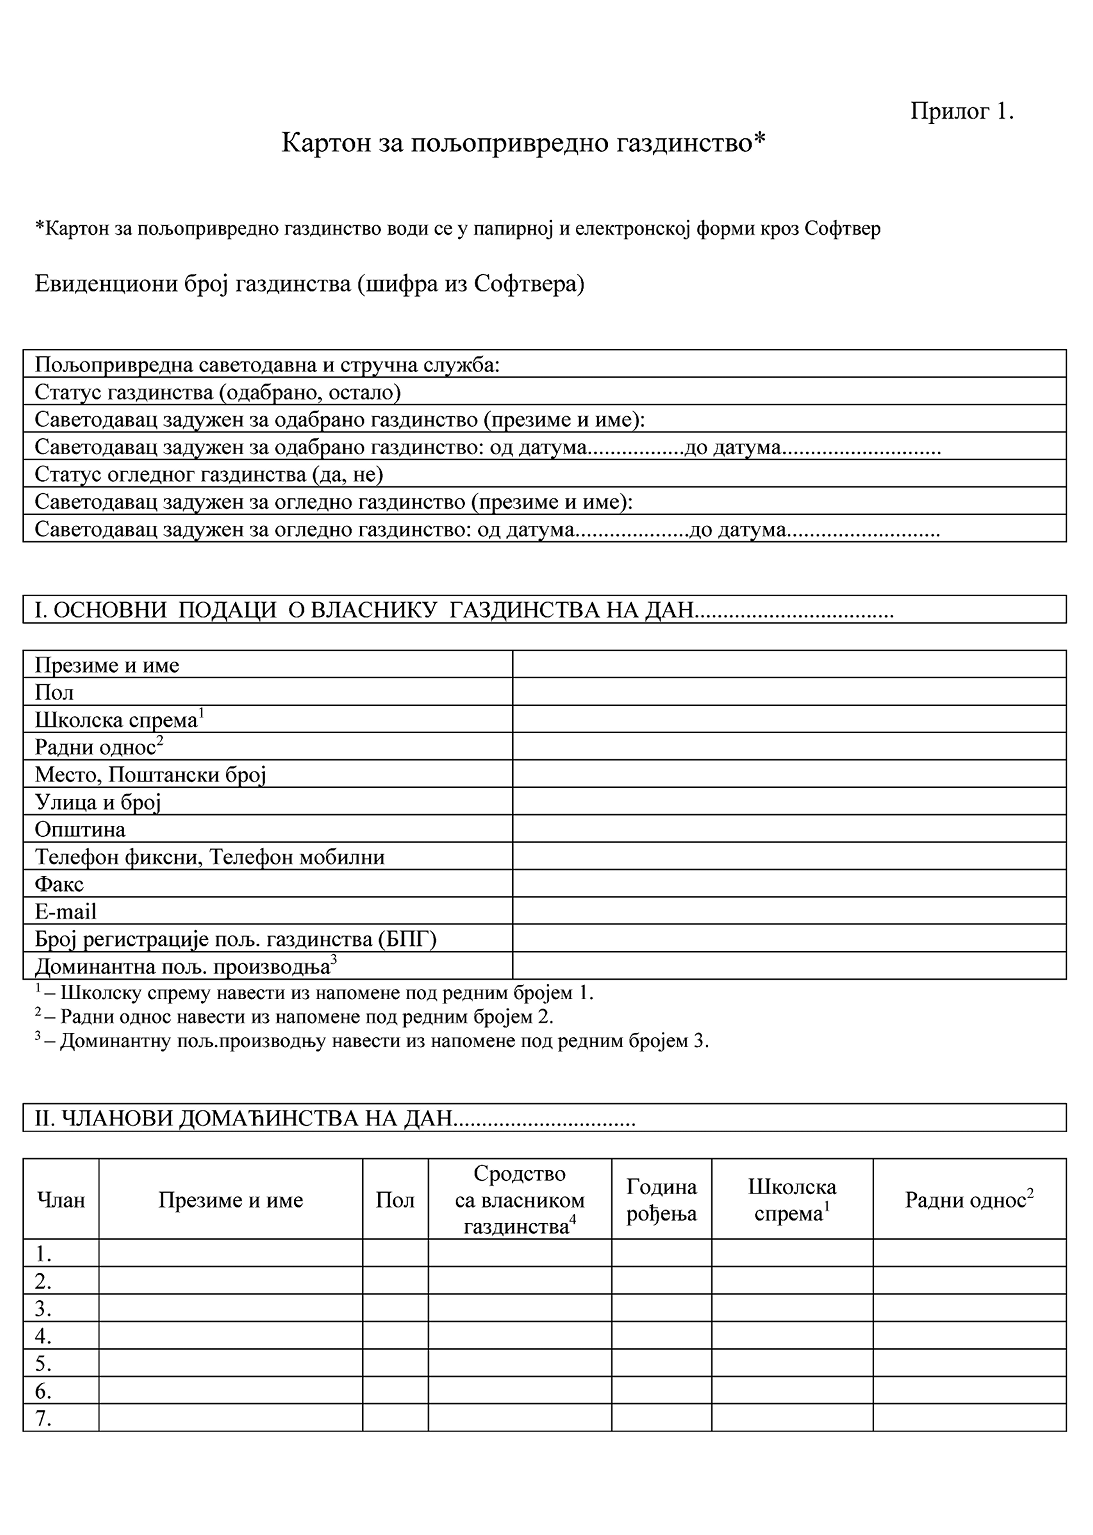 Прилог 1.
Картон за пољопривредно газдинство*
*Картон за пољопривредно газдинство води се у папирној и електронској форми кроз Софтвер
Евиденциони број газдинства (шифра из Софтвера)
Пољопривредна саветодавна и стручна служба:
Статус газдинства (одабрано, остало)
Саветодавац задужен за одабрано газдинство (презиме и име):
Саветодавац задужен за одабрано газдинство: од датума.................до датума............................
Статус огледног газдинства (да, не)
Саветодавац задужен за огледно газдинство (презиме и име):
Саветодавац задужен за огледно газдинство: од датума....................до датума...........................
I. ОСНОВНИ ПОДАЦИ О ВЛАСНИКУ ГАЗДИНСТВА НА ДАН...................................
Презиме и име
Пол
Школска спрема¹
Радни однос²
Место, Поштански број
Улица и број
Општина
Телефон фиксни, Телефон мобилни
Факс
E-mail
Број регистрације пољ. газдинства (БПГ)
Доминантна пољ. производња³
¹ – Школску спрему навести из напомене под редним бројем 1.
² – Радни однос навести из напомене под редним бројем 2.
³ – Доминантну пољ.производњу навести из напомене под редним бројем 3.
II. ЧЛАНОВИ ДОМАЋИНСТВА НА ДАН................................
Члан Презиме и име Пол Сродство са власником газдинства⁴ Година рођења Школска спрема¹ Радни однос²
1.
2.
3.
4.
5.
6.
7.